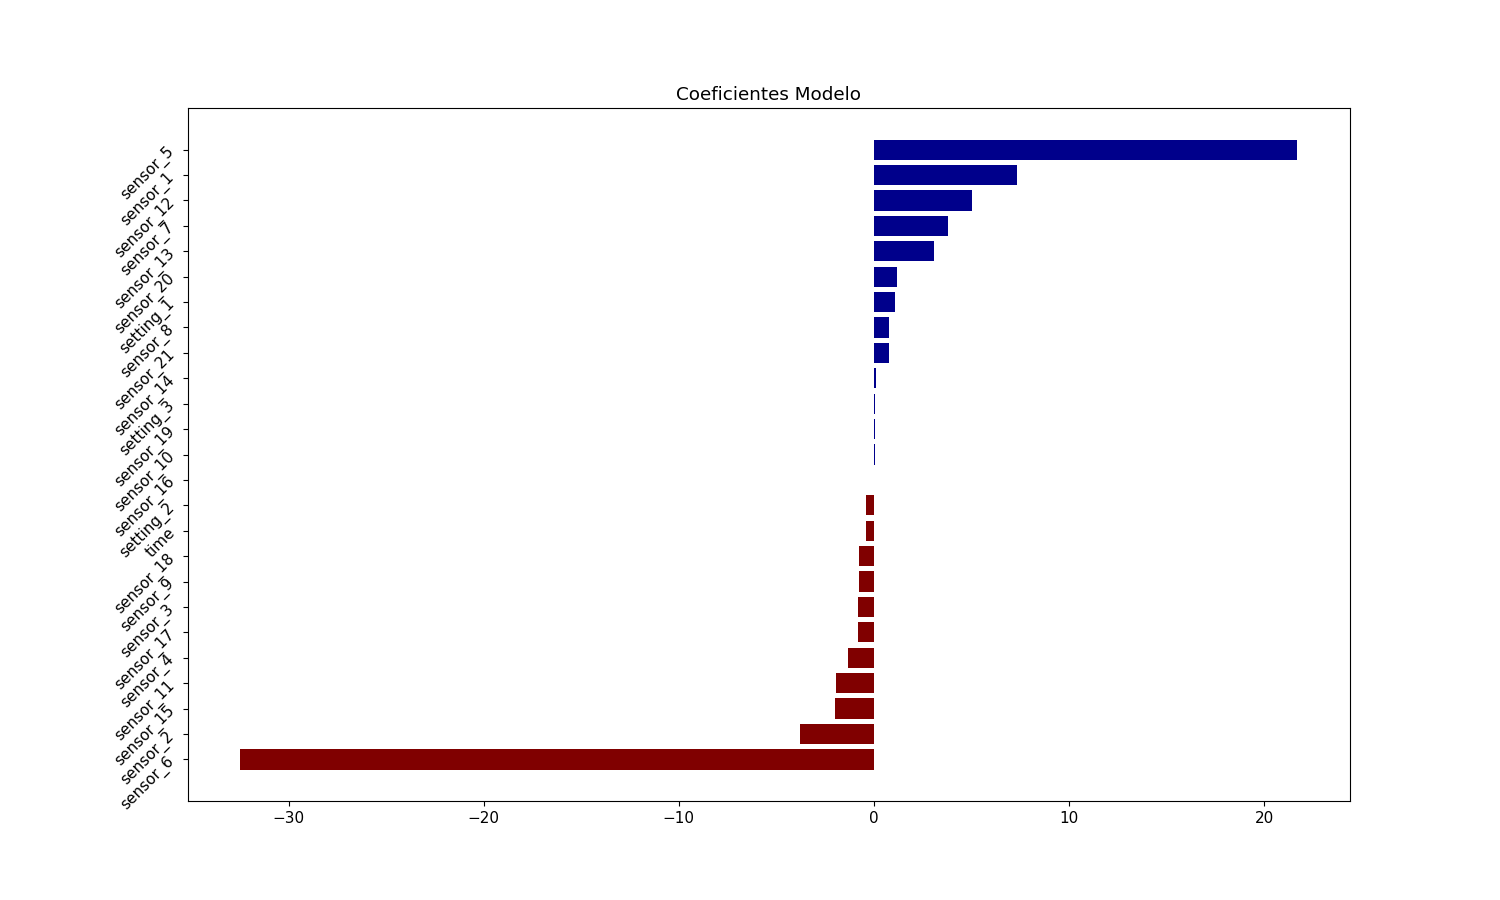 Coeficientes Modelo
sensor_5
sensor_1
sensor_12
sensor_7
sensor_13
sensor_20
setting_1
sensor_8
sensor_21
sensor_14
setting_3
sensor_19
sensor_10
sensor_16
setting_2
time
sensor_18
sensor_9
sensor_3
sensor_17
sensor_4
sensor_11
sensor_15
sensor_2
sensor_6
−30 −20 −10 0 10 20